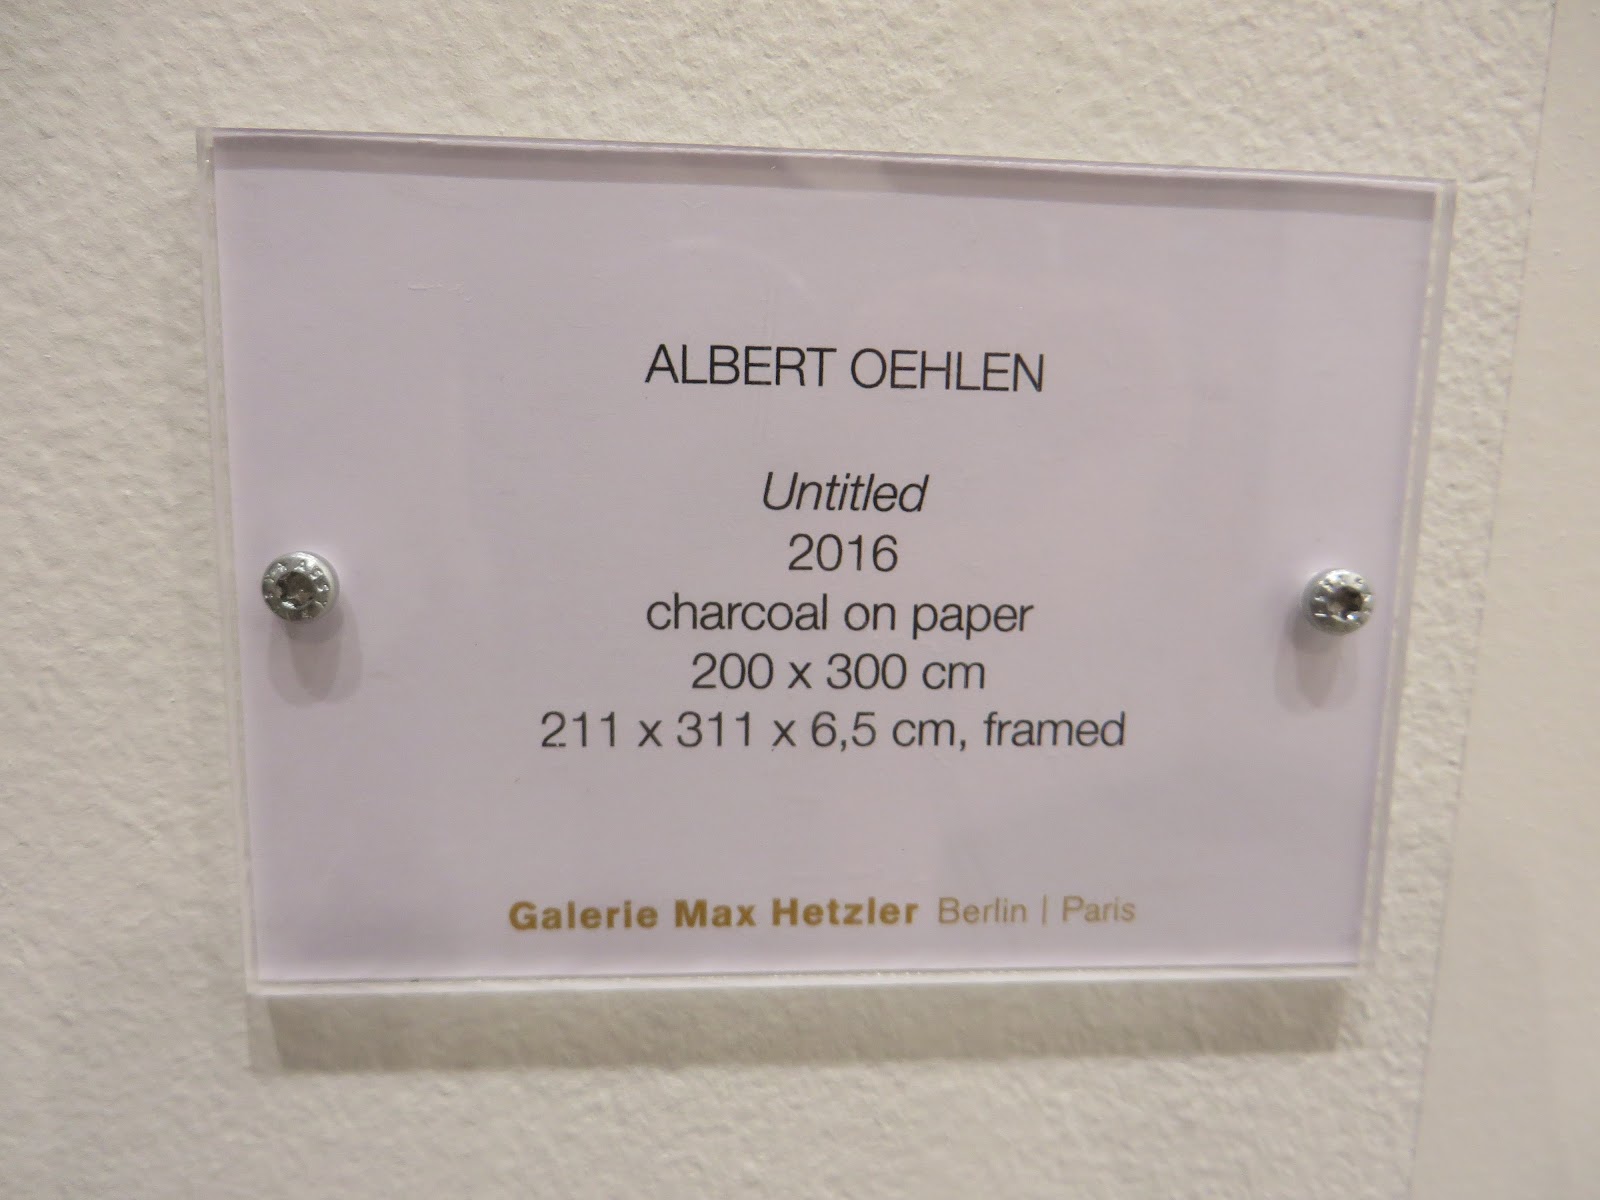 ALBERT OEHLEN
Untitled
2016
charcoal on paper
200 x 300 cm
211 x 311 x 6,5 cm, framed
Galerie Max Hetzler Berlin | Paris